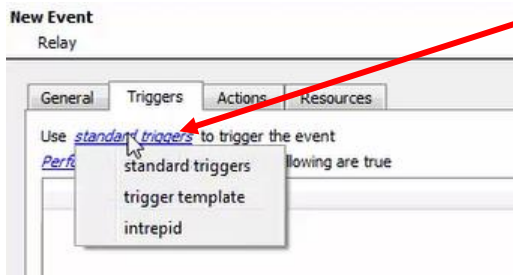 New Event
Relay
General Triggers Actions Resources
Use standard triggers to trigger the event
Perfo llowing are true
standard triggers
trigger template
intrepid